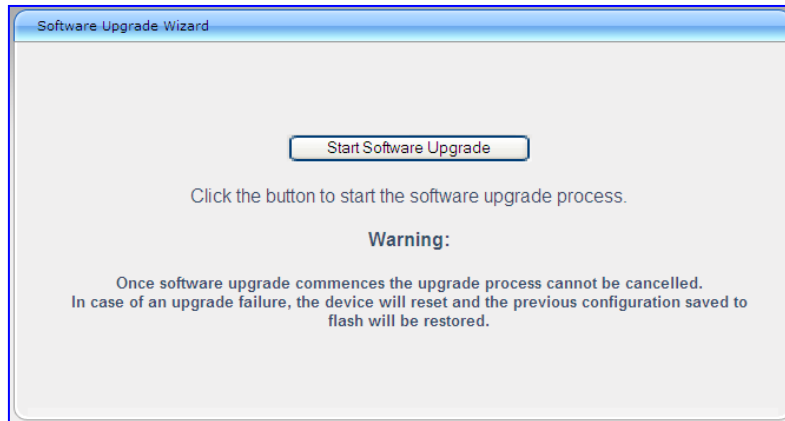 Software Upgrade Wizard
Start Software Upgrade
Click the button to start the software upgrade process.
Warning:
Once software upgrade commences the upgrade process cannot be cancelled.
In case of an upgrade failure, the device will reset and the previous configuration saved to
flash will be restored.